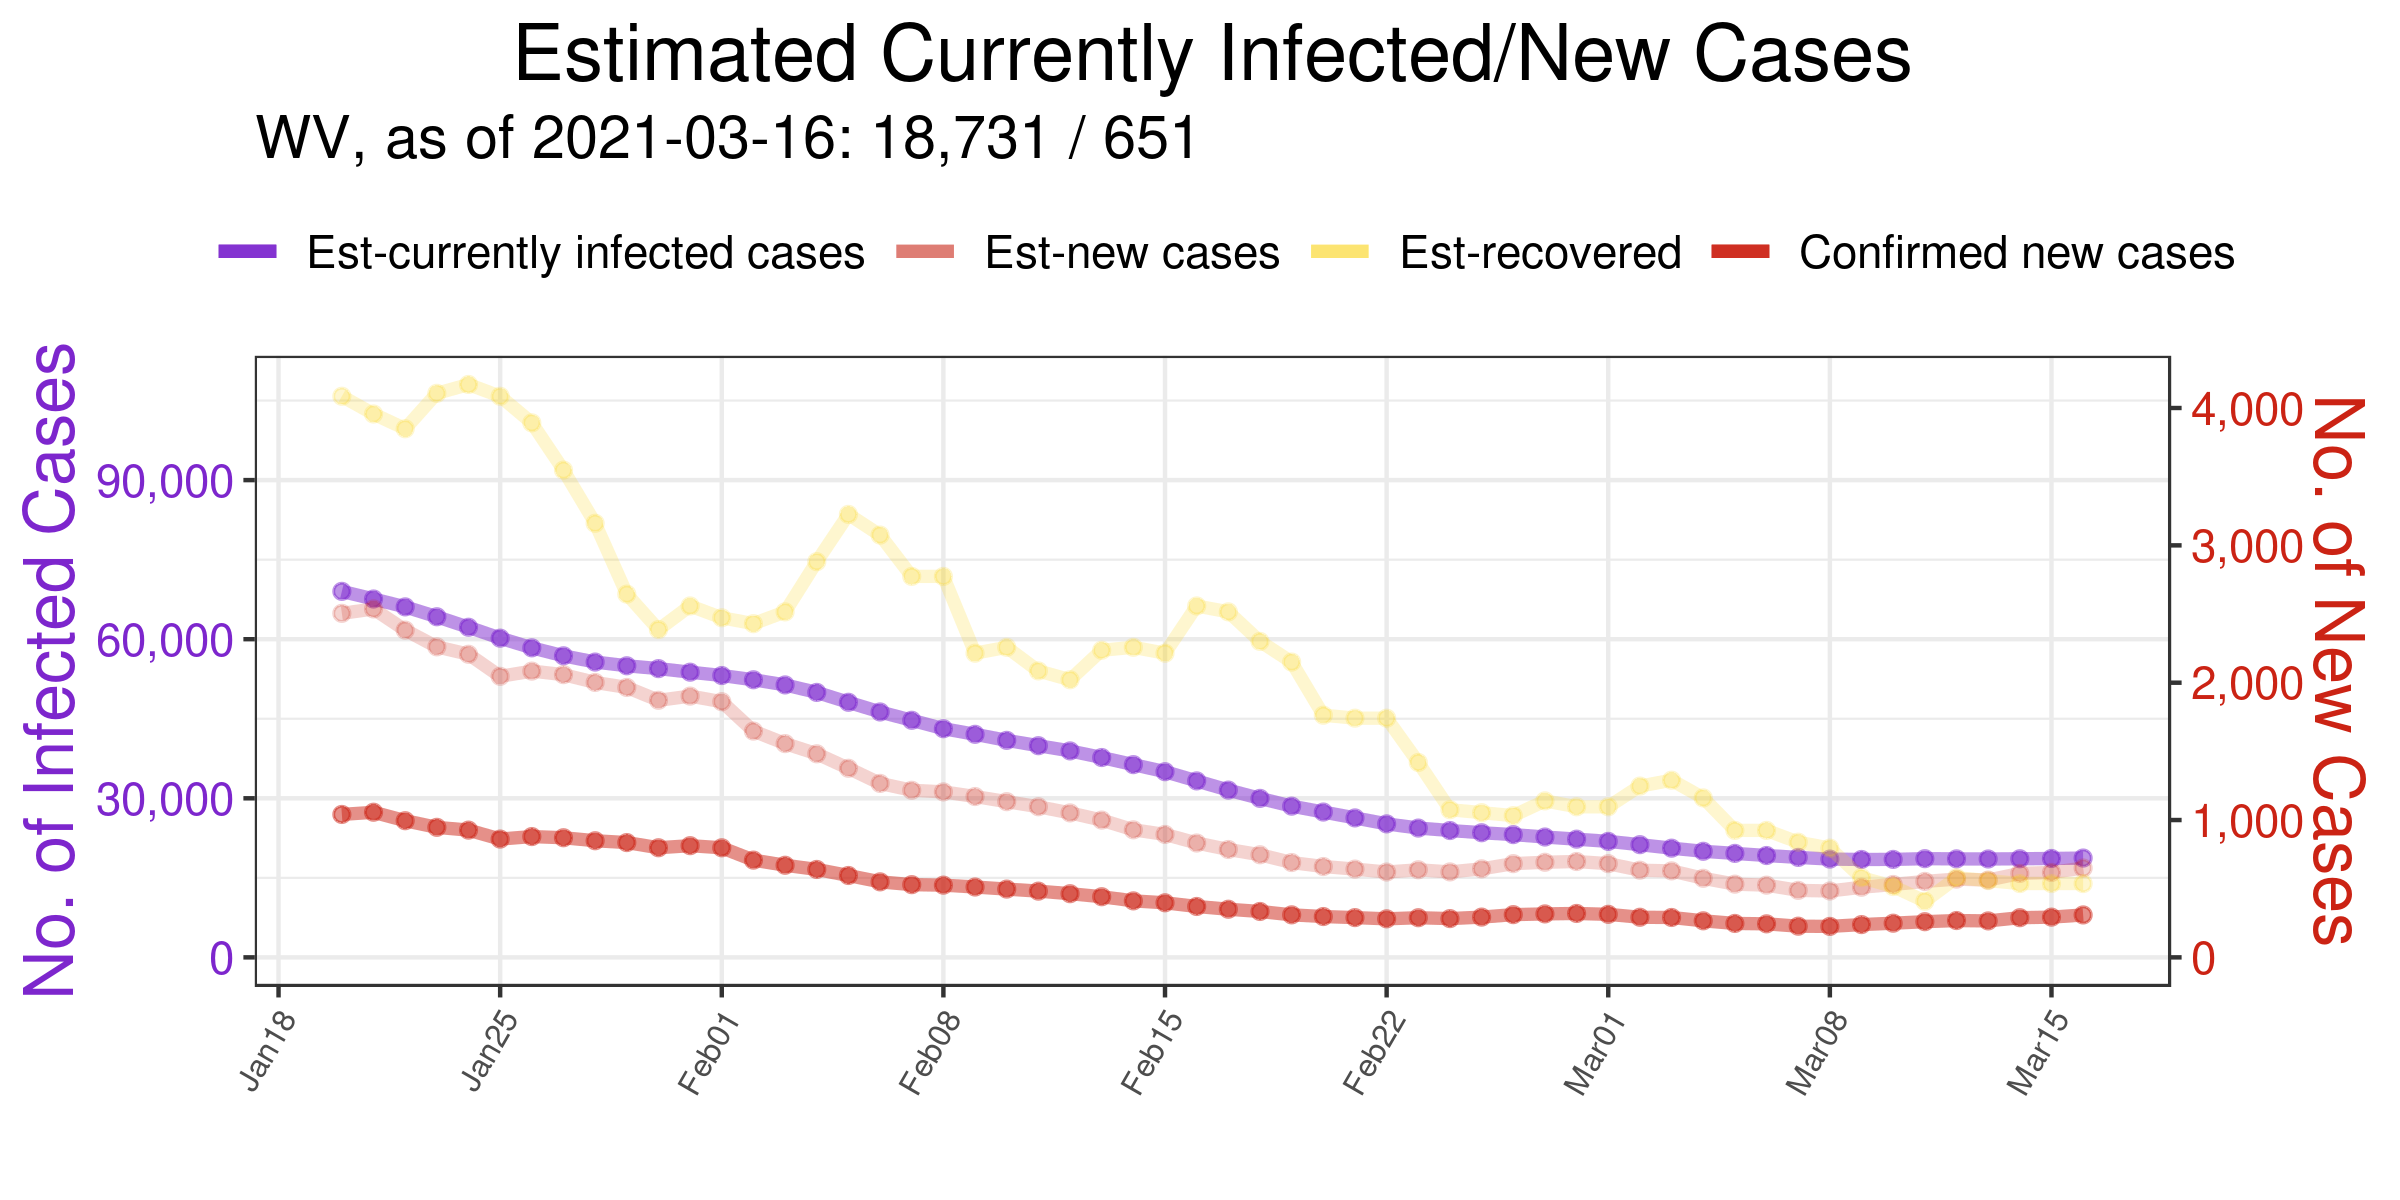 Estimated Currently Infected/New Cases
WV, as of 2021-03-16: 18,731 / 651
Est-currently infected cases Est-new cases Est-recovered Confirmed new cases
No. of Infected Cases
90,000
60,000
30,000
0
4,000
3,000
2,000
1,000
0
No. of New Cases
Jan18 Jan25 Feb01 Feb08 Feb15 Feb22 Mar01 Mar08 Mar15